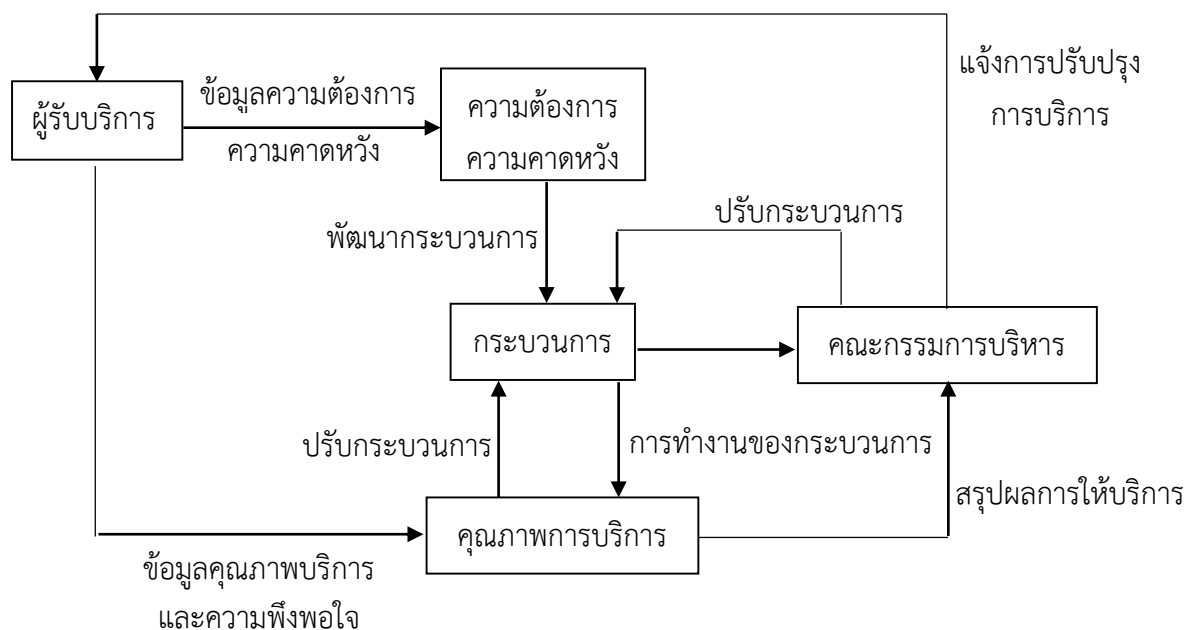 แจ้งการปรับปรุง
การบริการ
ผู้รับบริการ
ข้อมูลความต้องการ
ความคาดหวัง
ความต้องการ
ความคาดหวัง
พัฒนากระบวนการ
ปรับกระบวนการ
กระบวนการ
คณะกรรมการบริหาร
ปรับกระบวนการ
การทำงานของกระบวนการ
สรุปผลการให้บริการ
คุณภาพการบริการ
ข้อมูลคุณภาพบริการ
และความพึงพอใจ